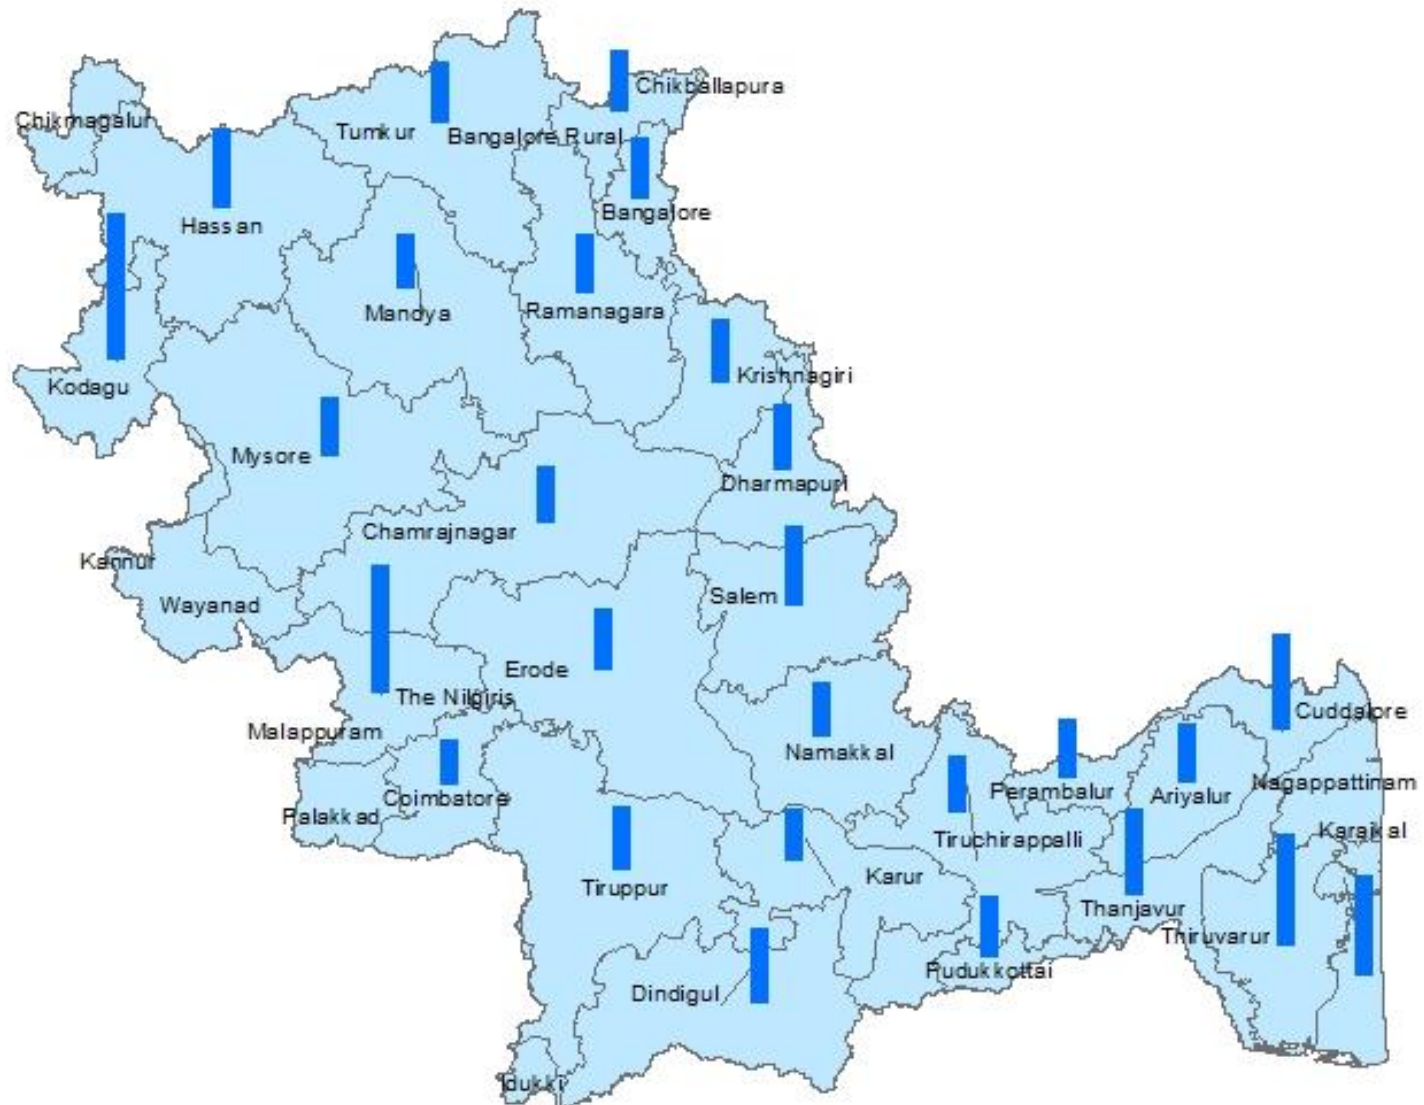 Chikballapura
Chikmagalur
Tumkur
Bangalore Rural
Bangalore
Hassan
Mandya
Ramanagara
Kodagu
Krishnagiri
Mysore
Dharmapuri
Chamrajnagar
Kannur
Wayanad
Salem
Erode
The Nilgiris
Cuddalore
Malappuram
Namakkal
Nagappattinam
Perambalur
Ariyalur
Coimbatore
Palakkad
Karaikal
Tiruchirappalli
Karur
Tiruppur
Thanjavur
Thiruvarur
Pudukkottai
Dindigul
Idukki